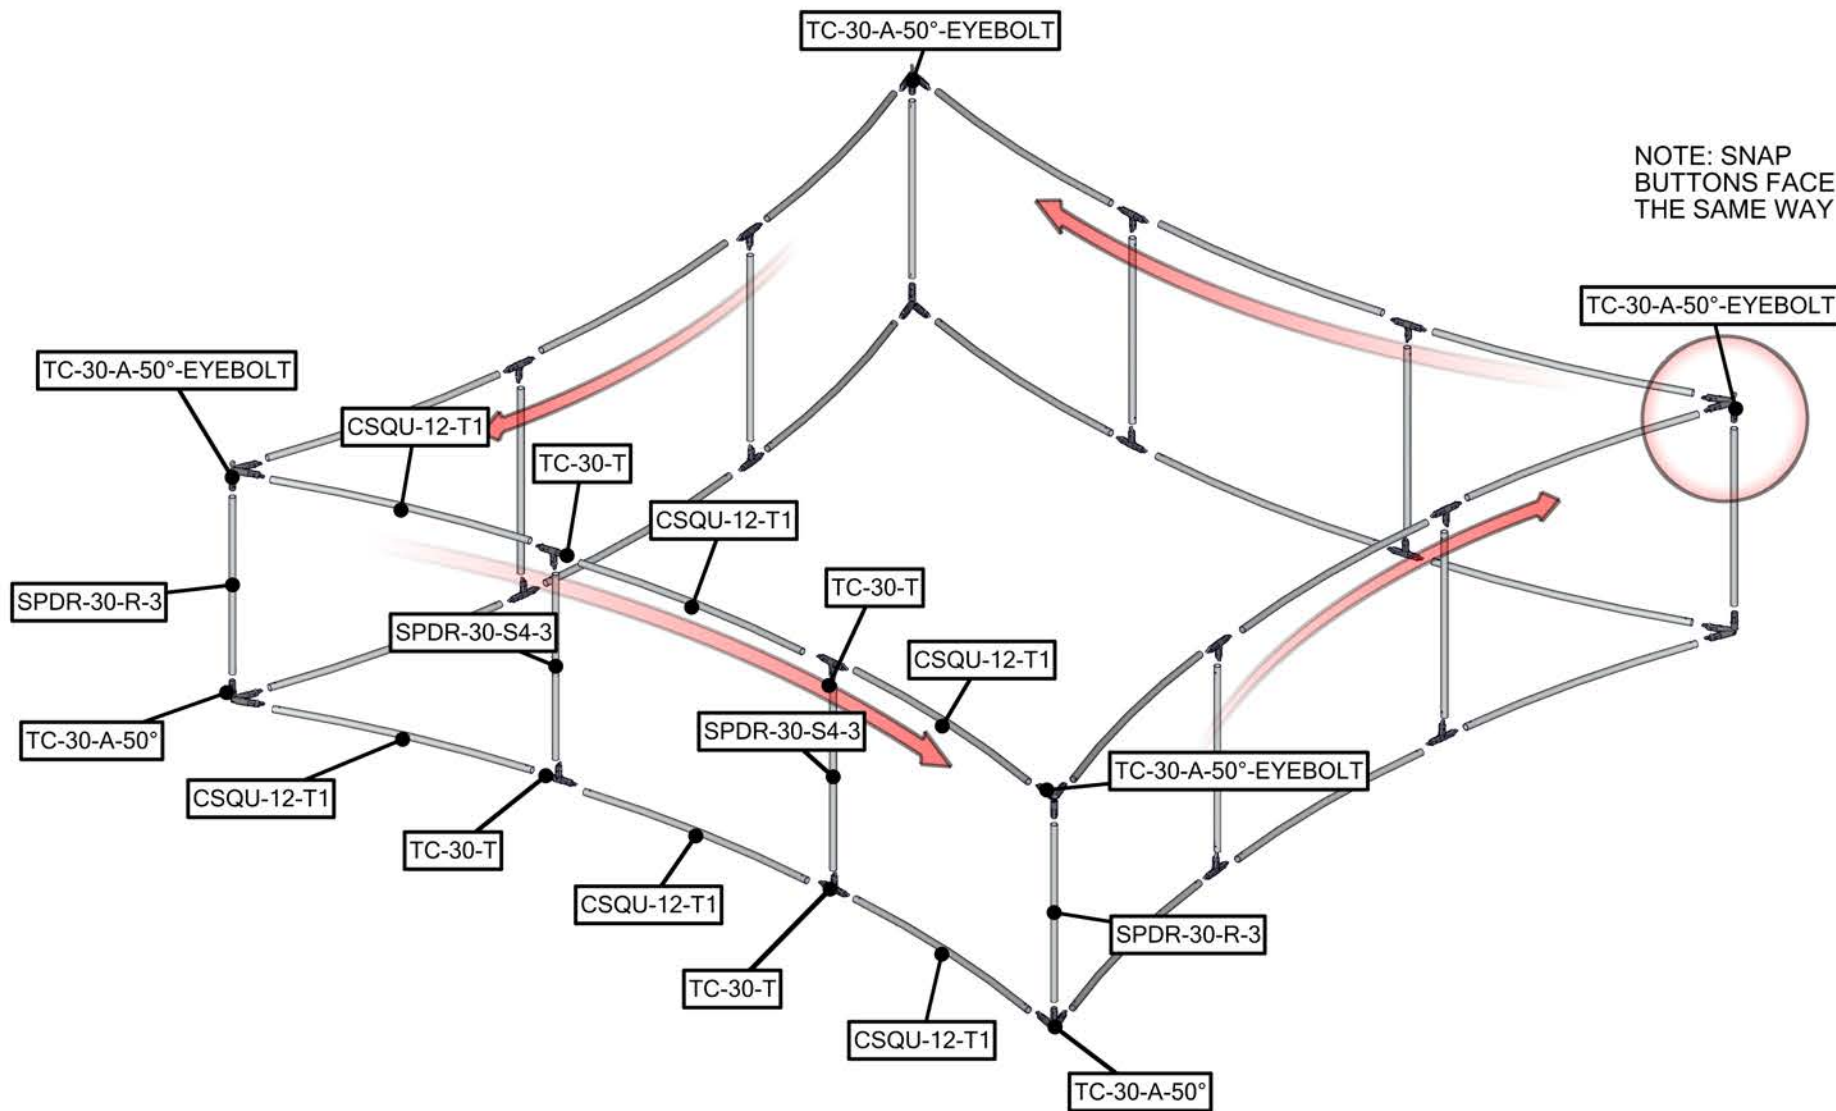 TC-30-A-50°-EYEBOLT
NOTE: SNAP
BUTTONS FACE
THE SAME WAY
TC-30-A-50°-EYEBOLT
TC-30-A-50°-EYEBOLT
CSQU-12-T1
TC-30-T
CSQU-12-T1
SPDR-30-R-3
TC-30-T
SPDR-30-S4-3
CSQU-12-T1
TC-30-A-50°
SPDR-30-S4-3
TC-30-A-50°-EYEBOLT
CSQU-12-T1
TC-30-T
CSQU-12-T1
SPDR-30-R-3
TC-30-T
CSQU-12-T1
TC-30-A-50°